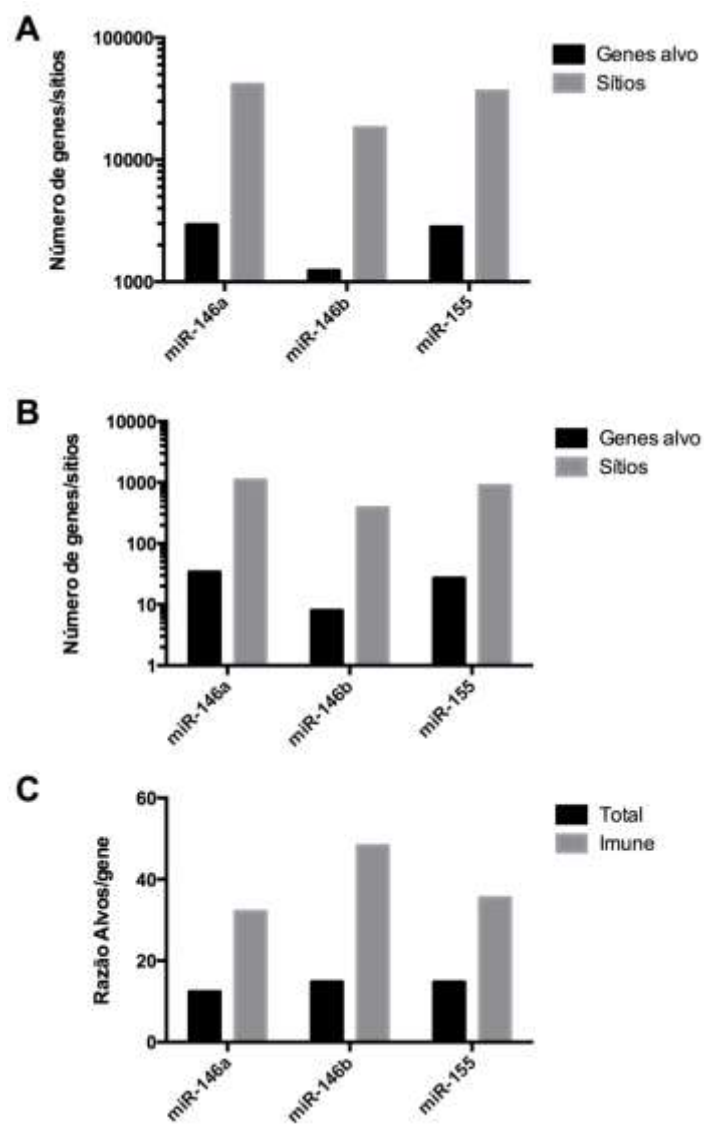 A
Número de genes/sítios
100000
10000
1000
miR-146a
miR-146b
miR-155
Genes alvo
Sítios
B
Número de genes/sítios
10000
1000
100
10
1
miR-146a
miR-146b
miR-155
Genes alvo
Sítios
C
Razão Alvos/gene
60
40
20
0
miR-146a
miR-146b
miR-155
Total
Imune